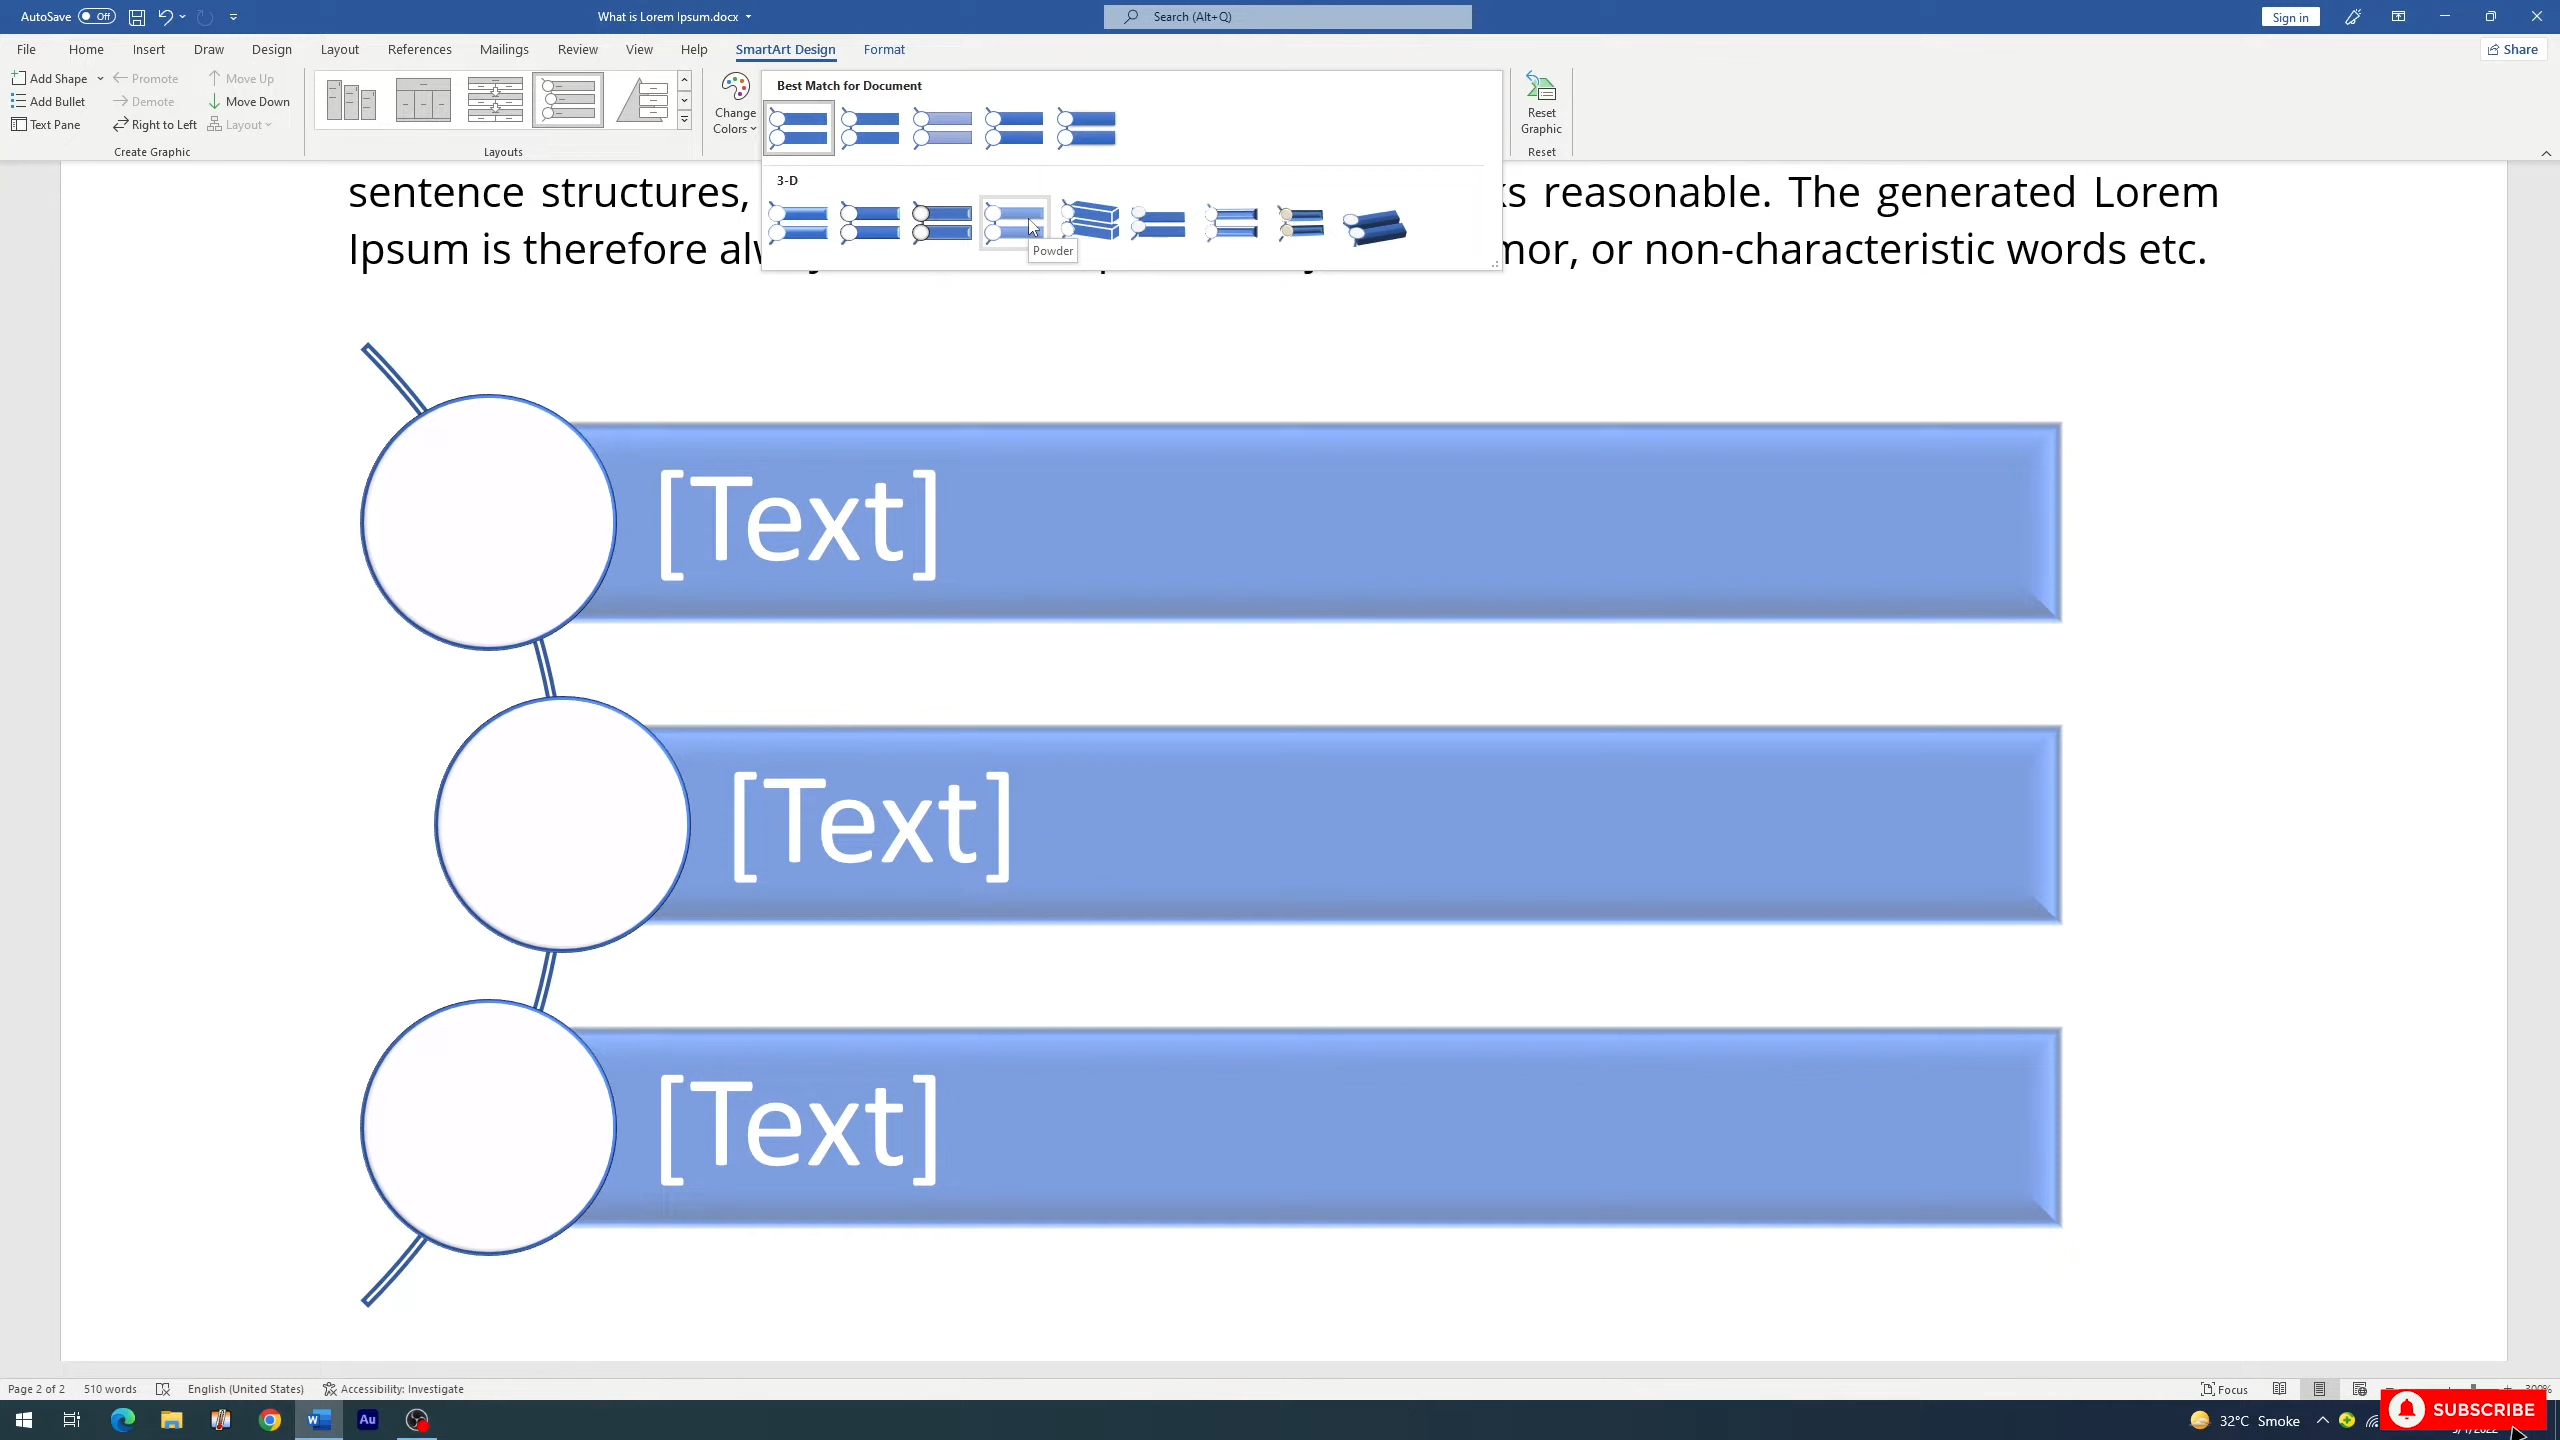 AutoSave Off What is Lorem Ipsum.docx Search (Alt+Q) Sign in
File Home Insert Draw Design Layout References Mailings Review View Help SmartArt Design Format Share
Add Shape Promote Move Up
Add Bullet Demote Move Down
Text Pane Right to Left Layout
Create Graphic
Layouts
Change
Colors
Best Match for Document
3-D
Powder
Reset
Graphic
Reset
sentence structures, reasonable. The generated Lorem
Ipsum is therefore or non-characteristic words etc.
[Text]
[Text]
[Text]
Page 2 of 2 510 words English (United States) Accessibility: Investigate Focus
W Au 32°C Smoke
SUBSCRIBE